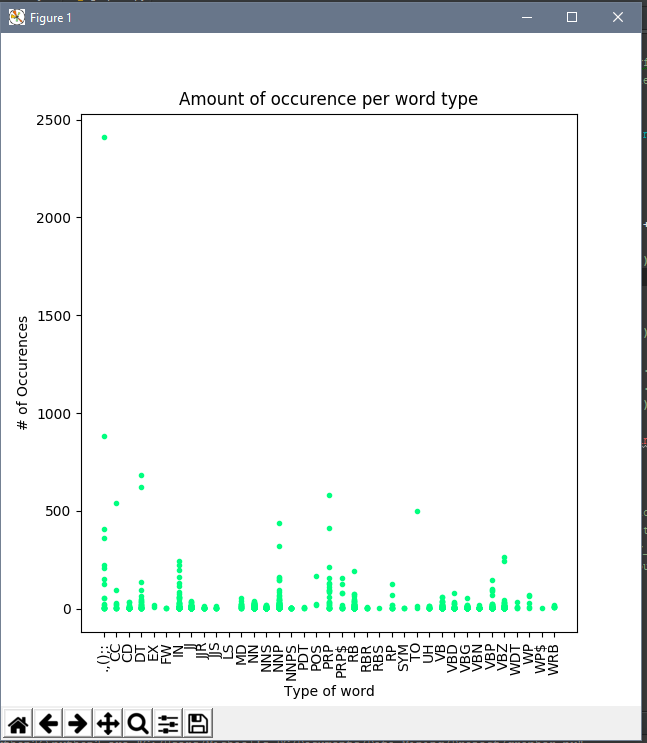 Figure 1
Amount of occurence per word type
2500
2000
1500
1000
500
0
# of Occurences
CC
CD
DT
EX
FW
IN
JJ
JJR
JJS
LS
MD
NN
NNS
NNP
NNPS
PDT
POS
PRP
PRP$
RB
RBR
RBS
RP
SYM
TO
UH
VB
VBD
VBG
VBN
VBP
VBZ
WDT
WP
WP$
WRB
Type of word